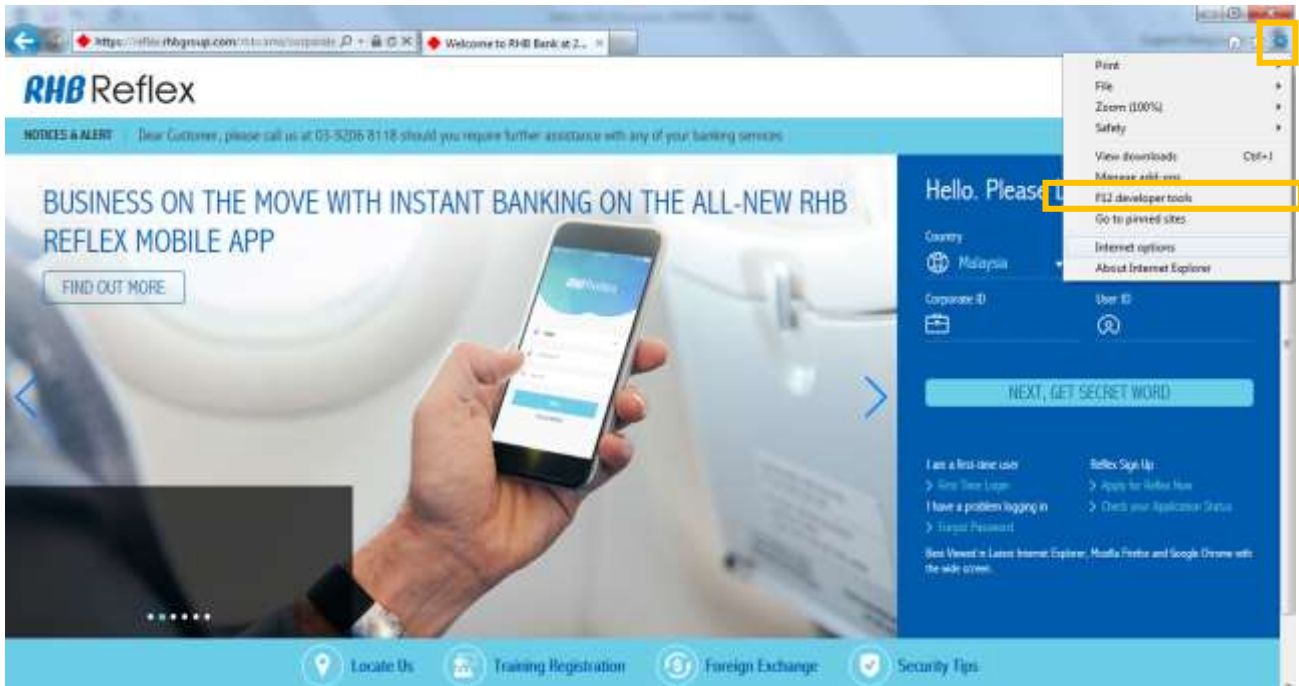 Welcome to RHB Bank at 2...
RHB Reflex
NOTICES & ALERT
Dear Customer, please call us at 03-9206 8118 should you require further assistance with any of your banking services
Print
File
Zoom (100%)
Safety
View downloads Ctrl+J
Manage add-ons
F12 developer tools
Go to pinned sites
Internet options
About Internet Explorer
BUSINESS ON THE MOVE WITH INSTANT BANKING ON THE ALL-NEW RHB
REFLEX MOBILE APP
FIND OUT MORE
Hello. Please
Country
Malaysia
Corporate ID User ID
NEXT, GET SECRET WORD
I am a first-time user Reflex Sign Up
> First Time Login > Apply for Reflex Now
I have a problem logging in > Check your Application Status
> Forgot Password
Best Viewed in Latest Internet Explorer, Mozilla Firefox and Google Chrome with
the wide screen.
Locate Us Training Registration Foreign Exchange Security Tips